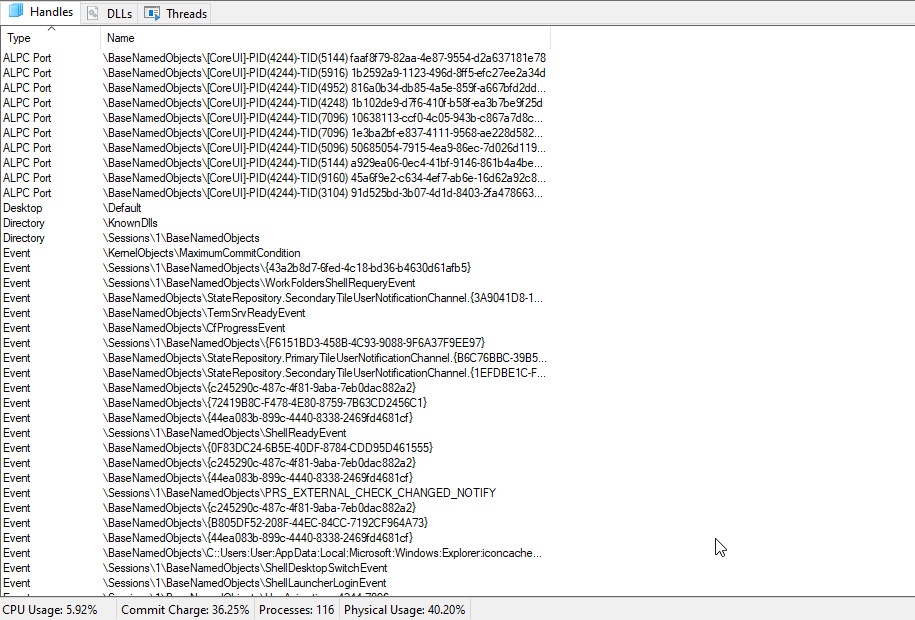 Handles DLLs Threads
Type Name
ALPC Port \BaseNamedObjects\[CoreUI]-PID(4244)-TID(5144) faaf8f79-82aa-4e87-9554-d2a637181e78
ALPC Port \BaseNamedObjects\[CoreUI]-PID(4244)-TID(5916) 1b2592a9-1123-496d-8ff5-efc27ee2a34d
ALPC Port \BaseNamedObjects\[CoreUI]-PID(4244)-TID(4952) 816a0b34-db85-4a5e-859f-a667bfd2dd...
ALPC Port \BaseNamedObjects\[CoreUI]-PID(4244)-TID(4248) 1b102de9-d7f6-410f-b58f-ea3b7be9f25d
ALPC Port \BaseNamedObjects\[CoreUI]-PID(4244)-TID(7096) 10638113-ccf0-4c05-943b-c867a7d8c...
ALPC Port \BaseNamedObjects\[CoreUI]-PID(4244)-TID(7096) 1e3ba2bf-e837-4111-9568-ae228d582...
ALPC Port \BaseNamedObjects\[CoreUI]-PID(4244)-TID(5096) 50685054-7915-4ea9-86ec-7d026d119...
ALPC Port \BaseNamedObjects\[CoreUI]-PID(4244)-TID(5144) a929ea06-0ec4-41bf-9146-861b4a4be...
ALPC Port \BaseNamedObjects\[CoreUI]-PID(4244)-TID(9160) 45a6f9e2-c634-4ef7-ab6e-16d62a92c8...
ALPC Port \BaseNamedObjects\[CoreUI]-PID(4244)-TID(3104) 91d525bd-3b07-4d1d-8403-2fa478663...
Desktop \Default
Directory \KnownDlls
Directory \Sessions\1\BaseNamedObjects
Event \KernelObjects\MaximumCommitCondition
Event \Sessions\1\BaseNamedObjects\{43a2b8d7-6fed-4c18-bd36-b4630d61afb5}
Event \Sessions\1\BaseNamedObjects\WorkFoldersShellRequeryEvent
Event \BaseNamedObjects\StateRepository.SecondaryTileUserNotificationChannel.{3A9041D8-1...
Event \BaseNamedObjects\TermSrvReadyEvent
Event \BaseNamedObjects\CfProgressEvent
Event \Sessions\1\BaseNamedObjects\{F6151BD3-458B-4C93-9088-9F6A37F9EE97}
Event \BaseNamedObjects\StateRepository.PrimaryTileUserNotificationChannel.{B6C76BBC-39B5...
Event \BaseNamedObjects\StateRepository.SecondaryTileUserNotificationChannel.{1EFDBE1C-F...
Event \BaseNamedObjects\{c245290c-487c-4f81-9aba-7eb0dac882a2}
Event \BaseNamedObjects\{72419B8C-F478-4E80-8759-7B63CD2456C1}
Event \BaseNamedObjects\{44ea083b-899c-4440-8338-2469fd4681cf}
Event \Sessions\1\BaseNamedObjects\ShellReadyEvent
Event \BaseNamedObjects\{0F83DC24-6B5E-40DF-8784-CDD95D461555}
Event \BaseNamedObjects\{c245290c-487c-4f81-9aba-7eb0dac882a2}
Event \BaseNamedObjects\{44ea083b-899c-4440-8338-2469fd4681cf}
Event \Sessions\1\BaseNamedObjects\PRS_EXTERNAL_CHECK_CHANGED_NOTIFY
Event \BaseNamedObjects\{c245290c-487c-4f81-9aba-7eb0dac882a2}
Event \BaseNamedObjects\{B805DF52-208F-44EC-84CC-7192CF964A73}
Event \BaseNamedObjects\{44ea083b-899c-4440-8338-2469fd4681cf}
Event \BaseNamedObjects\C::Users:User:AppData:Local:Microsoft:Windows:Explorer:iconcache...
Event \Sessions\1\BaseNamedObjects\ShellDesktopSwitchEvent
Event \Sessions\1\BaseNamedObjects\ShellLauncherLoginEvent
CPU Usage: 5.92% Commit Charge: 36.25% Processes: 116 Physical Usage: 40.20%